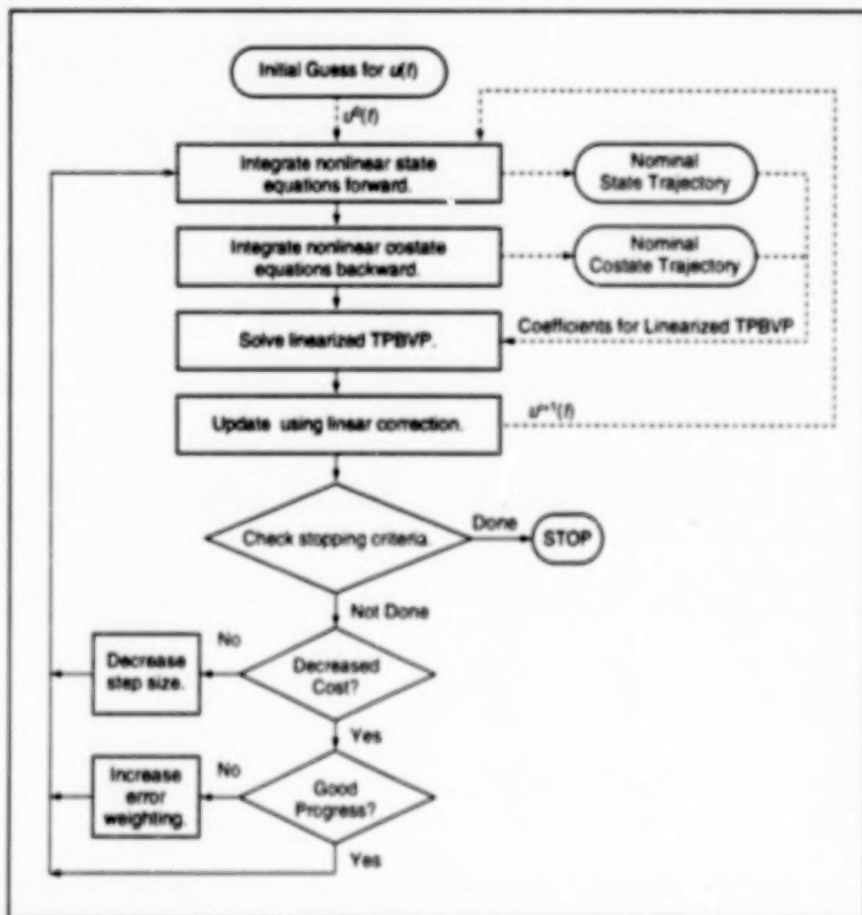 Initial Guess for u(t)
u⁰(t)
Integrate nonlinear state
equations forward.
Nominal
State Trajectory
Integrate nonlinear costate
equations backward.
Nominal
Costate Trajectory
Coefficients for Linearized TPBVP
Solve linearized TPBVP.
Update using linear correction.
uⁱ⁺¹(t)
Check stopping criteria
Done
STOP
Not Done
No
Decrease
step size.
Decreased
Cost?
Yes
No
Increase
error
weighting.
Good
Progress?
Yes